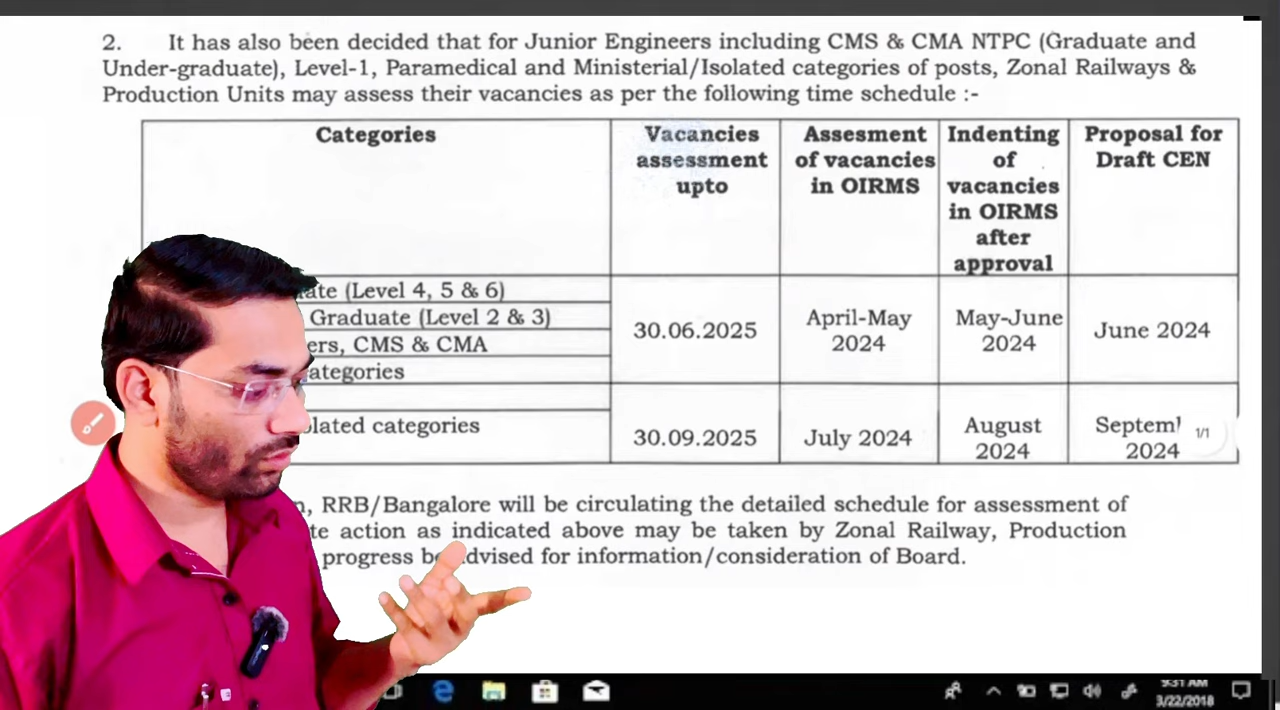 2. It has also been decided that for Junior Engineers including CMS & CMA NTPC (Graduate and
Under-graduate), Level-1, Paramedical and Ministerial/Isolated categories of posts, Zonal Railways &
Production Units may assess their vacancies as per the following time schedule :-
Categories
Vacancies
assessment
upto
Assesment
of vacancies
in OIRMS
Indenting
of
vacancies
in OIRMS
after
approval
Proposal for
Draft CEN
(Level 4, 5 & 6)
Graduate (Level 2 & 3)
CMS & CMA
30.06.2025
April-May
2024
May-June
2024
June 2024
categories
30.09.2025
July 2024
August
2024
2024
1/1
RRB/Bangalore will be circulating the detailed schedule for assessment of
action as indicated above may be taken by Zonal Railway, Production
progress be advised for information/consideration of Board.
9:31 AM
3/22/2018